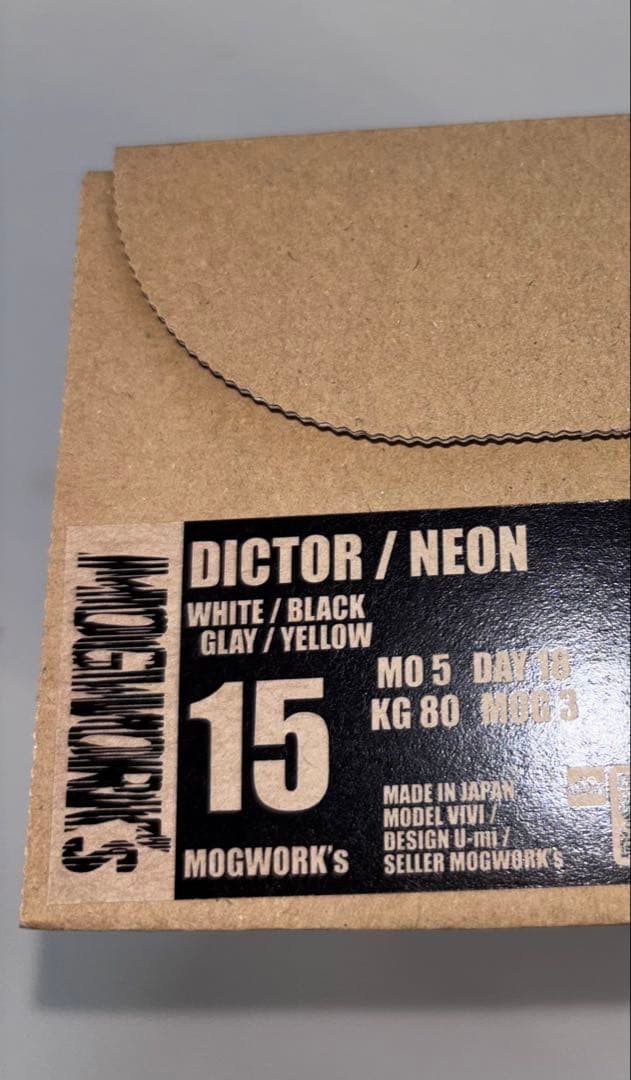 MOGWORK's
DICTOR / NEON
WHITE / BLACK
GLAY / YELLOW
15
MO 5 DAY 18
KG 80 MOG 3
MADE IN JAPAN
MODEL VIVI /
DESIGN U-mi /
SELLER MOGWORK's
MOGWORK's